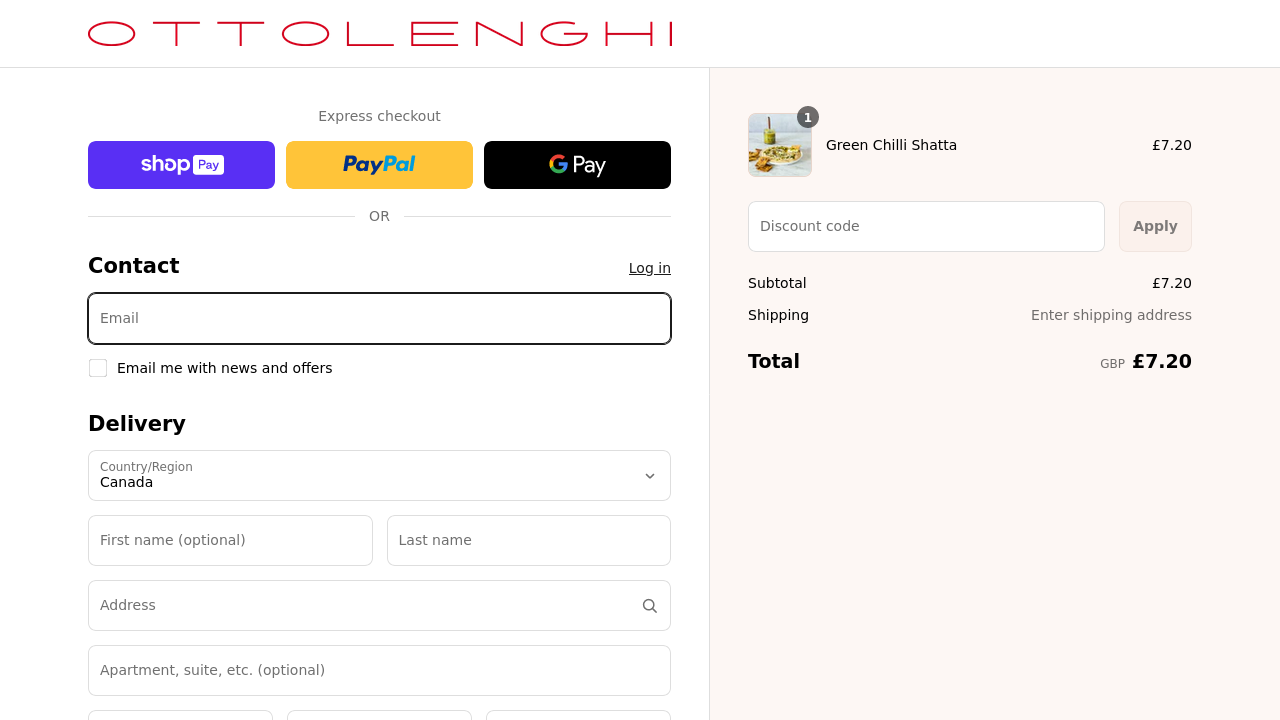 OTTOLENGHI
Express checkout
shop Pay
PayPal
G Pay
OR
Contact
Log in
Email
Email me with news and offers
Delivery
Country/Region
Canada
First name (optional)
Last name
Address
Apartment, suite, etc. (optional)
1
Green Chilli Shatta
£7.20
Discount code
Apply
Subtotal
£7.20
Shipping
Enter shipping address
Total
GBP £7.20